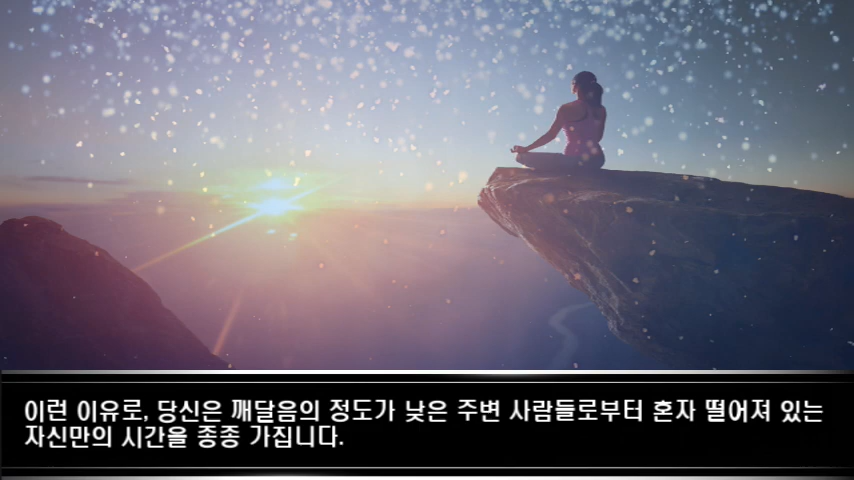 이런 이유로, 당신은 깨달음의 정도가 낮은 주변 사람들로부터 혼자 떨어져 있는
자신만의 시간을 종종 가집니다.